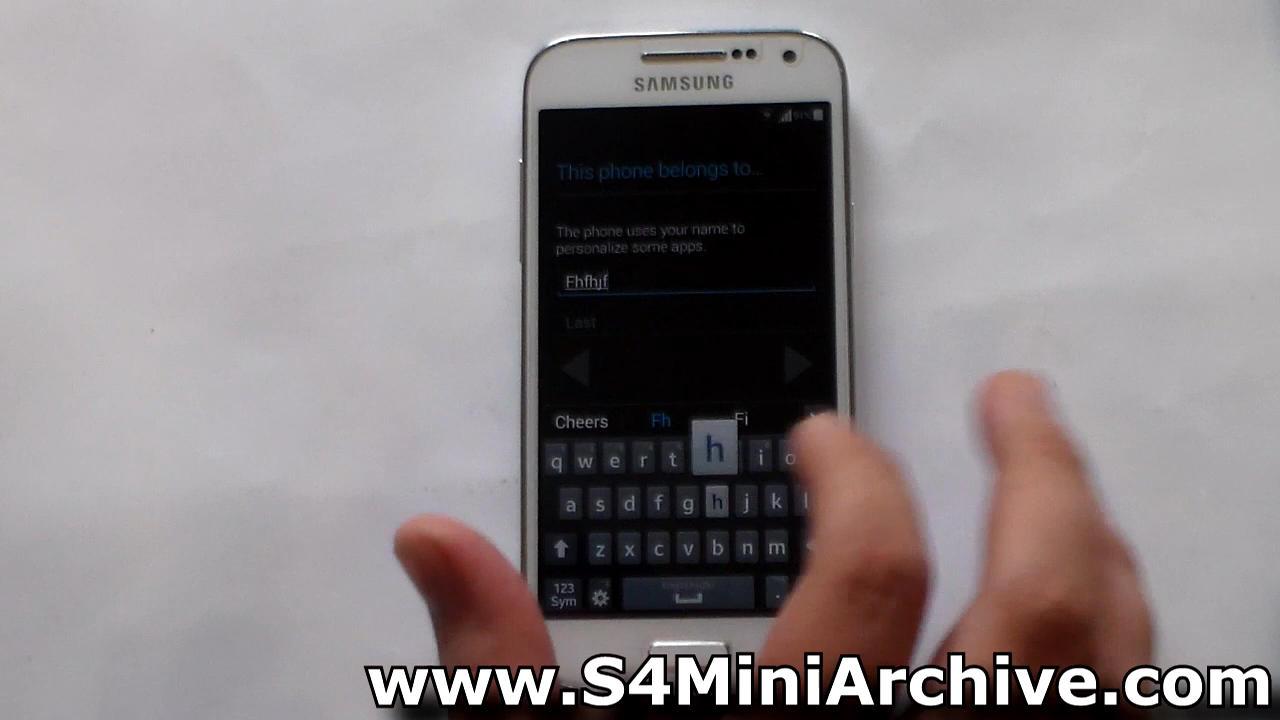 SAMSUNG
This phone belongs to...
The phone uses your name to
personalize some apps.
Fhfhjf
Last
Cheers Fh Fi
h
q w e r t i o
a s d f g h j k l
z x c v b n m
123
Sym .
www.S4MiniArchive.com